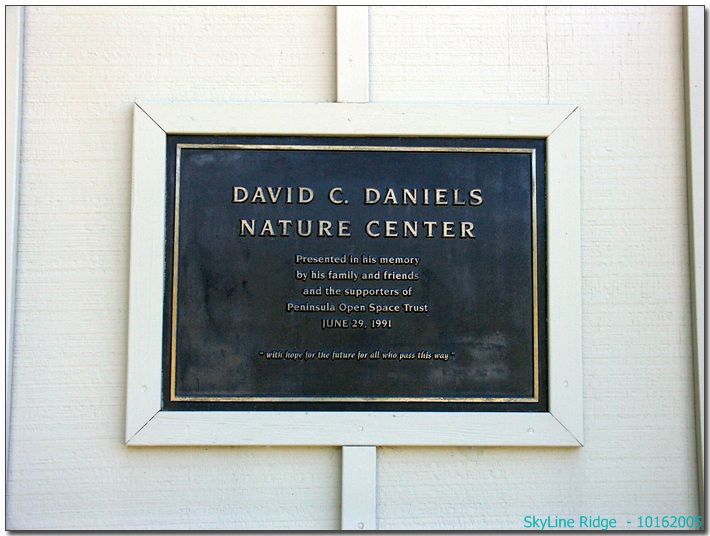 DAVID C. DANIELS
NATURE CENTER
Presented in his memory
by his family and friends
and the supporters of
Peninsula Open Space Trust
JUNE 29, 1991
"with hope for the future for all who pass this way"
SkyLine Ridge - 10162005